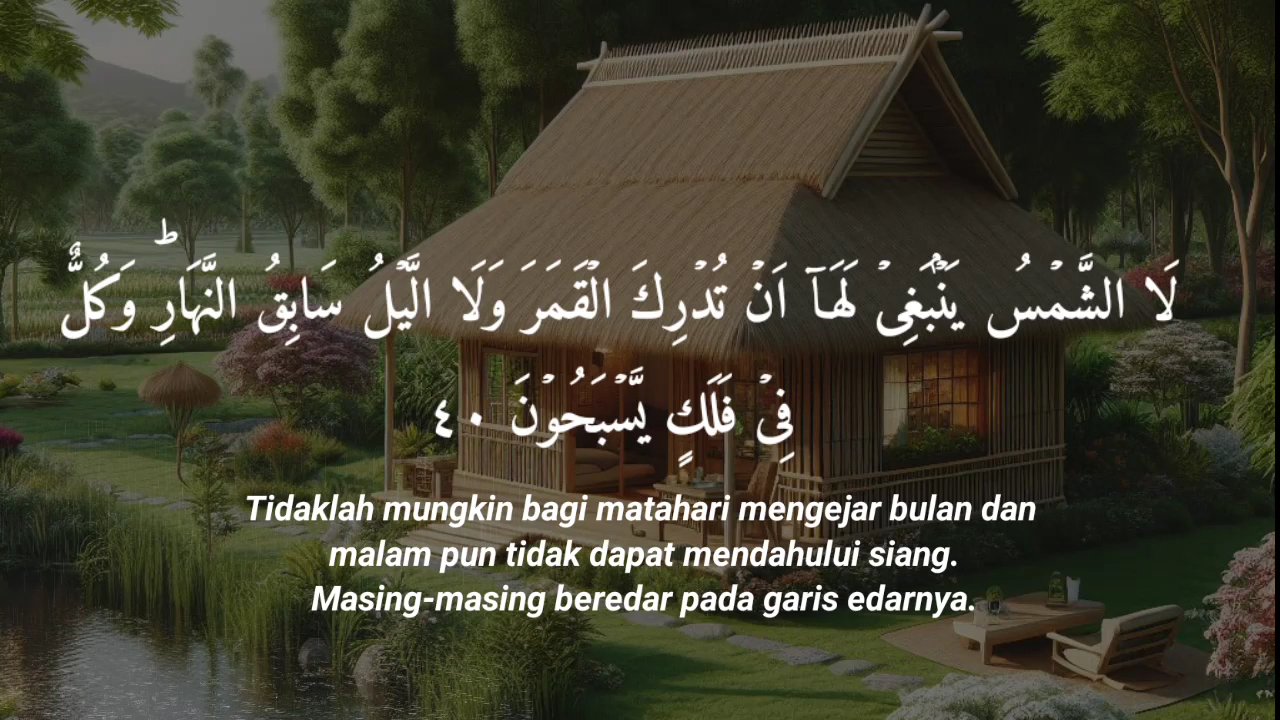 لَا الشَّمْسُ يَنْۢبَغِيْ لَهَآ اَنْ تُدْرِكَ الْقَمَرَ وَلَا الَّيْلُ سَابِقُ النَّهَارِۗ وَكُلٌّ
فِيْ فَلَكٍ يَّسْبَحُوْنَ ٤٠
Tidaklah mungkin bagi matahari mengejar bulan dan
malam pun tidak dapat mendahului siang.
Masing-masing beredar pada garis edarnya.